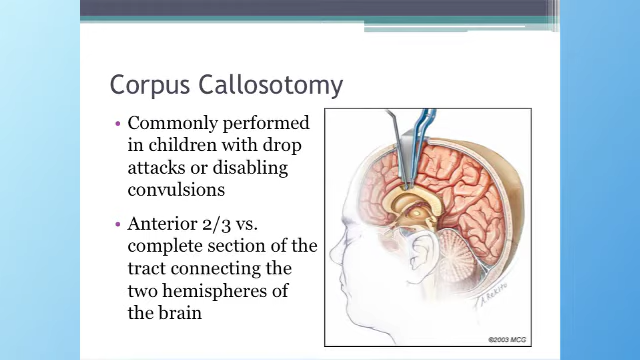 Corpus Callosotomy
• Commonly performed
in children with drop
attacks or disabling
convulsions
• Anterior 2/3 vs.
complete section of the
tract connecting the
two hemispheres of
the brain
©2003 MCG